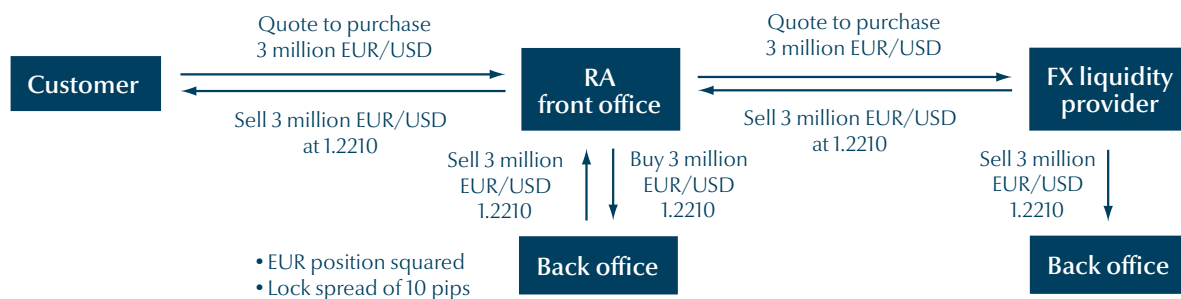 Quote to purchase
3 million EUR/USD
Quote to purchase
3 million EUR/USD
Customer
RA
front office
FX liquidity
provider
Sell 3 million EUR/USD
at 1.2210
Sell 3 million EUR/USD
at 1.2210
Sell 3 million
EUR/USD
1.2210
Buy 3 million
EUR/USD
1.2210
Sell 3 million
EUR/USD
1.2210
• EUR position squared
• Lock spread of 10 pips
Back office
Back office